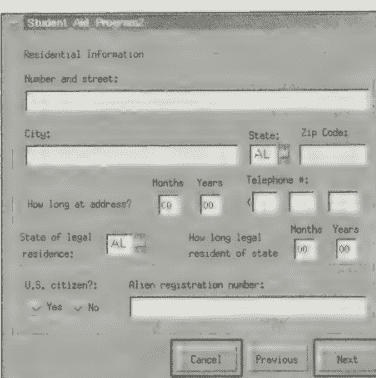 Student Aid Program2
Residential Information
Number and street:
City:
State:
Zip Code:
AL
Months Years
Telephone #:
How long at address?
00 00
(
State of legal
residence:
AL
How long legal
resident of state
Months Years
00 00
U.S. citizen?:
Alien registration number:
Yes No
Cancel Previous Next